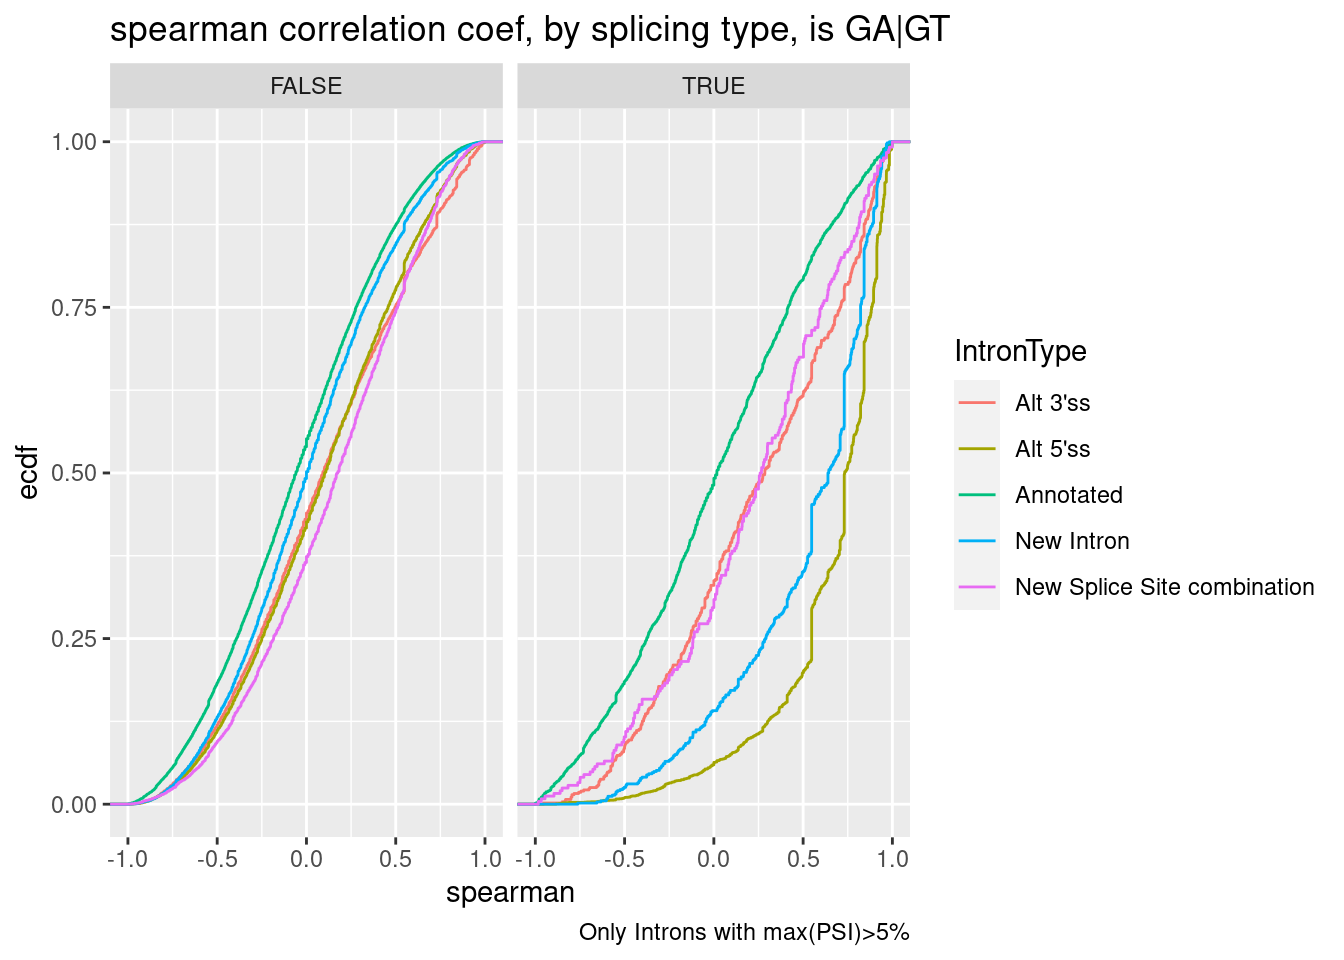 spearman correlation coef, by splicing type, is GA|GT
FALSE
TRUE
1.00
0.75
0.50
0.25
0.00
ecdf
-1.0 -0.5 0.0 0.5 1.0
-1.0 -0.5 0.0 0.5 1.0
spearman
Only Introns with max(PSI)>5%
IntronType
Alt 3'ss
Alt 5'ss
Annotated
New Intron
New Splice Site combination